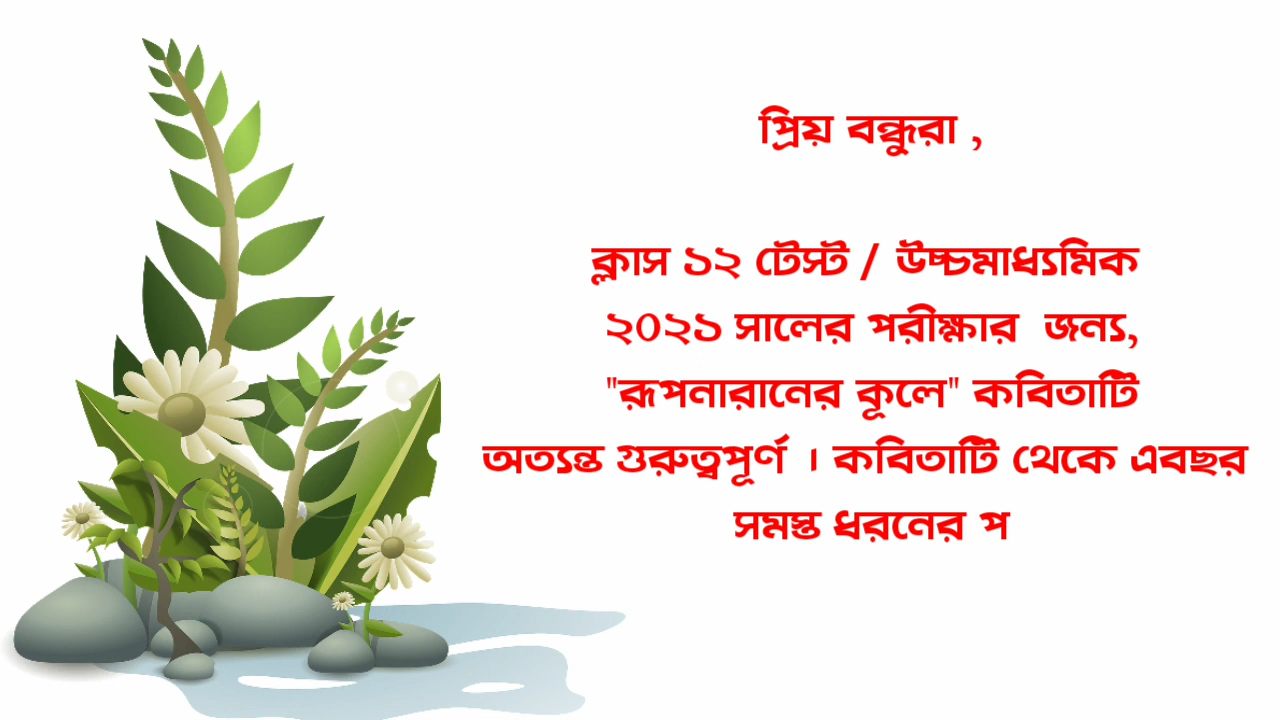 প্রিয় বন্ধুরা ,
ক্লাস ১২ টেস্ট / উচ্চমাধ্যমিক
২০২১ সালের পরীক্ষার জন্য,
"রূপনারানের কূলে" কবিতাটি
অত্যন্ত গুরুত্বপূর্ণ । কবিতাটি থেকে এবছর
সমস্ত ধরনের প